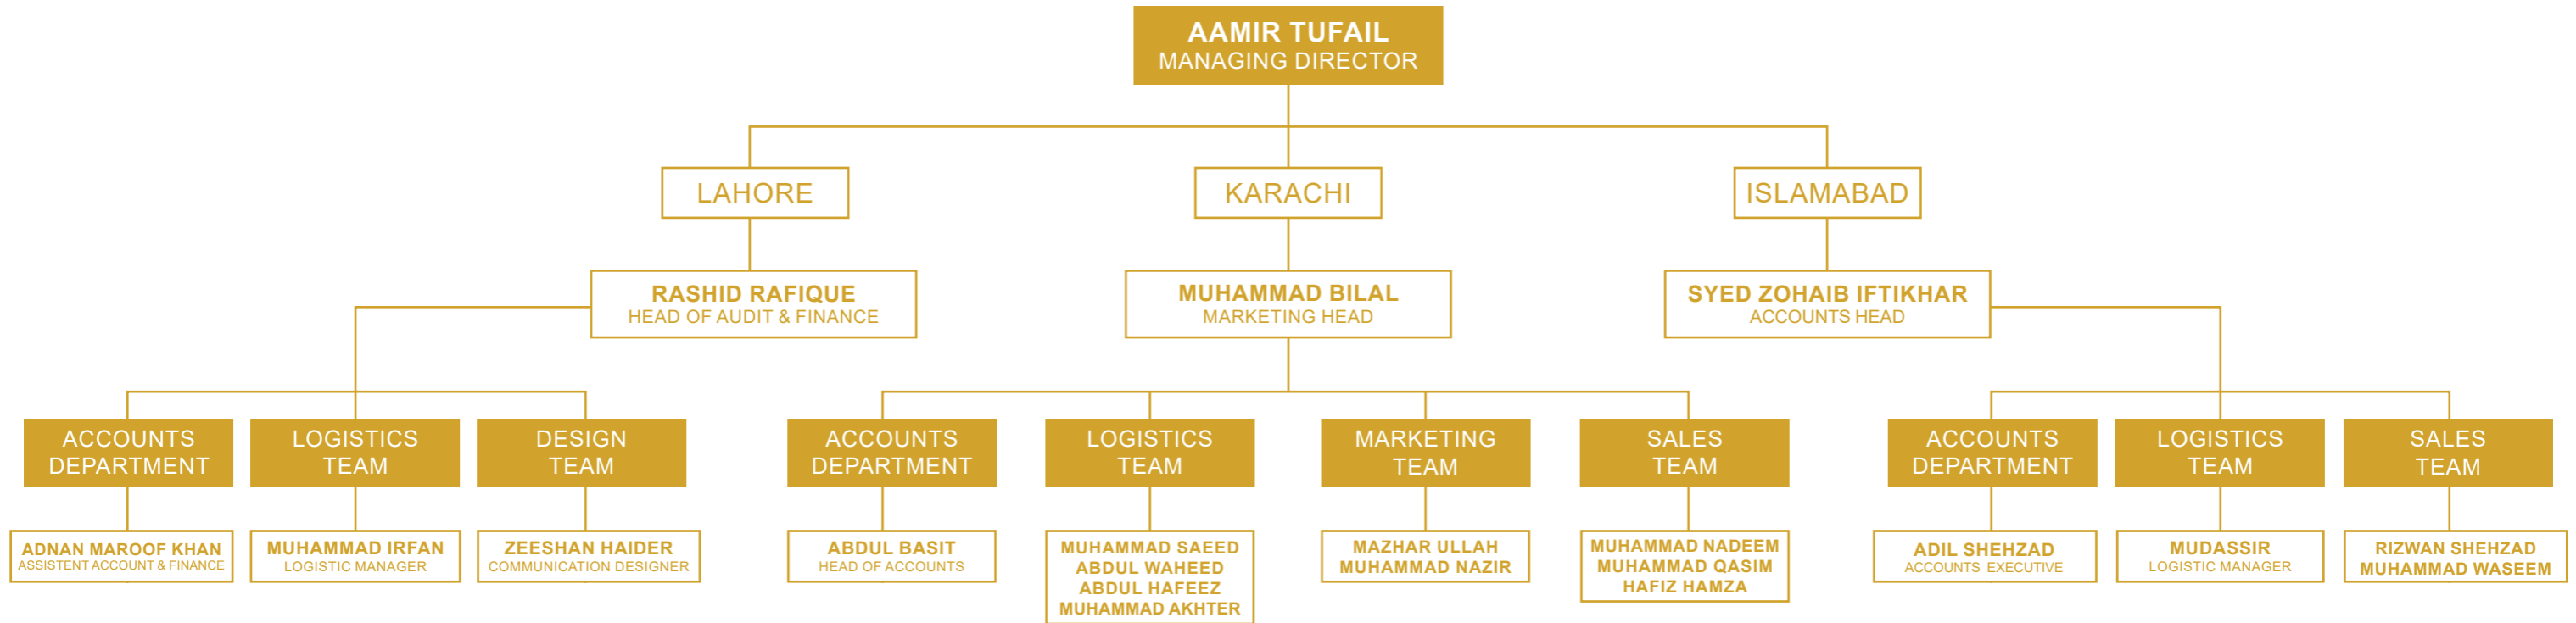 AAMIR TUFAIL
MANAGING DIRECTOR
LAHORE
KARACHI
ISLAMABAD
RASHID RAFIQUE
HEAD OF AUDIT & FINANCE
MUHAMMAD BILAL
MARKETING HEAD
SYED ZOHAIB IFTIKHAR
ACCOUNTS HEAD
ACCOUNTS
DEPARTMENT
LOGISTICS
TEAM
DESIGN
TEAM
ACCOUNTS
DEPARTMENT
LOGISTICS
TEAM
MARKETING
TEAM
SALES
TEAM
ACCOUNTS
DEPARTMENT
LOGISTICS
TEAM
SALES
TEAM
ADNAN MAROOF KHAN
ASSISTENT ACCOUNT & FINANCE
MUHAMMAD IRFAN
LOGISTIC MANAGER
ZEESHAN HAIDER
COMMUNICATION DESIGNER
ABDUL BASIT
HEAD OF ACCOUNTS
MUHAMMAD SAEED
ABDUL WAHEED
ABDUL HAFEEZ
MUHAMMAD AKHTER
MAZHAR ULLAH
MUHAMMAD NAZIR
MUHAMMAD NADEEM
MUHAMMAD QASIM
HAFIZ HAMZA
ADIL SHEHZAD
ACCOUNTS EXECUTIVE
MUDASSIR
LOGISTIC MANAGER
RIZWAN SHEHZAD
MUHAMMAD WASEEM